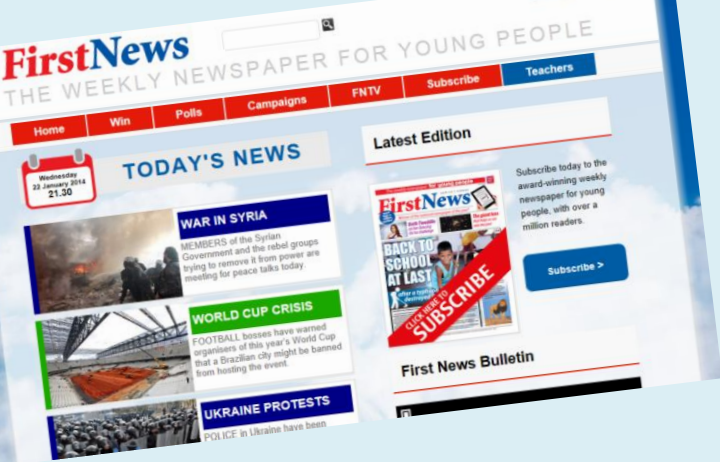 FirstNews
THE WEEKLY NEWSPAPER FOR YOUNG PEOPLE
Home Win Polls Campaigns FNTV Subscribe Teachers
Wednesday
22 January 2014
21.30
TODAY'S NEWS
WAR IN SYRIA
MEMBERS of the Syrian
Government and the rebel groups
trying to remove it from power are
meeting for peace talks today.
WORLD CUP CRISIS
FOOTBALL bosses have warned
organisers of this year's World Cup
that a Brazilian city might be banned
from hosting the event.
UKRAINE PROTESTS
POLICE in Ukraine have been
Latest Edition
FirstNews
BACK TO
SCHOOL
AT LAST
CLICK HERE TO
SUBSCRIBE
Subscribe today to the
award-winning weekly
newspaper for young
people, with over a
million readers.
Subscribe >
First News Bulletin